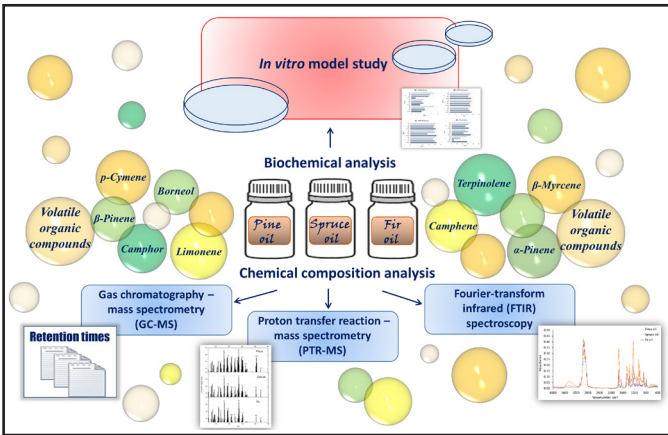 In vitro model study
Biochemical analysis
p-Cymene
Borneol
β-Pinene
Volatile
organic
compounds
Camphor
Limonene
Pine
oil
Spruce
oil
Fir
oil
Terpinolene
β-Myrcene
Camphene
α-Pinene
Volatile
organic
compounds
Chemical composition analysis
Gas chromatography –
mass spectrometry
(GC-MS)
Proton transfer reaction –
mass spectrometry
(PTR-MS)
Fourier-transform
infrared (FTIR)
spectroscopy
Retention times